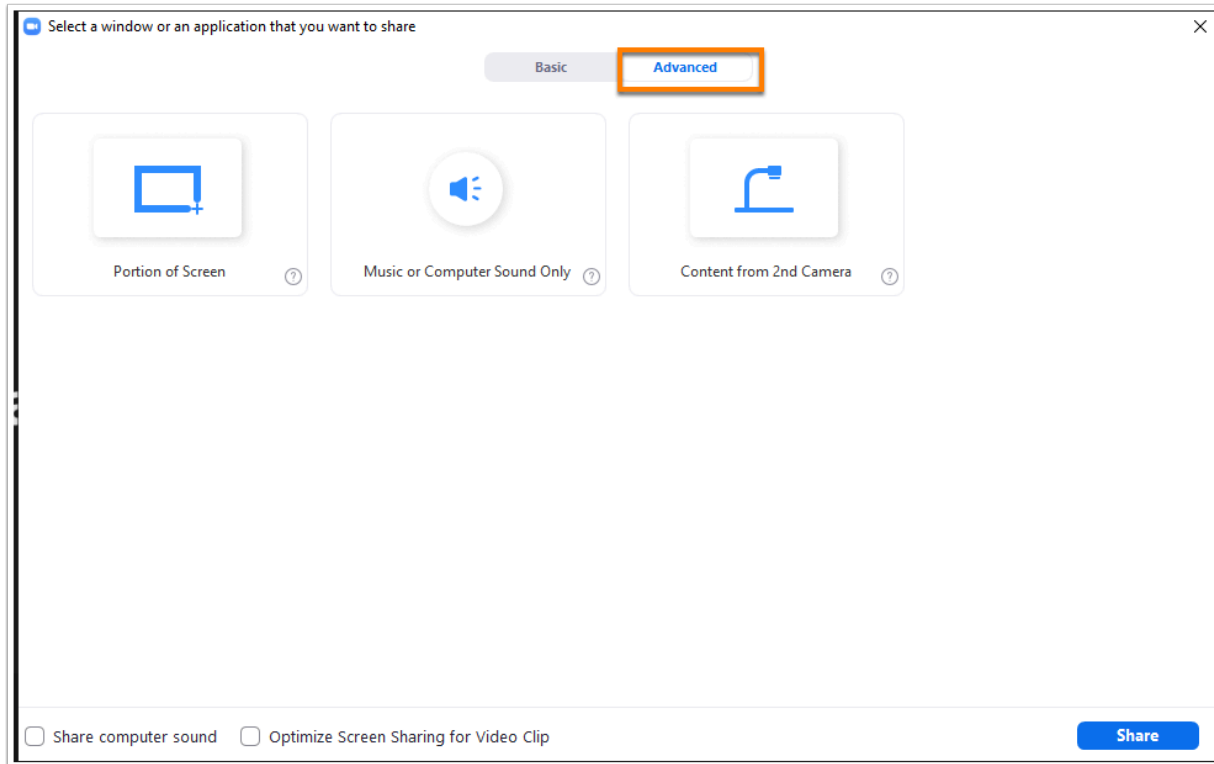 Select a window or an application that you want to share
Basic
Advanced
Portion of Screen ?
Music or Computer Sound Only ?
Content from 2nd Camera ?
Share computer sound
Optimize Screen Sharing for Video Clip
Share